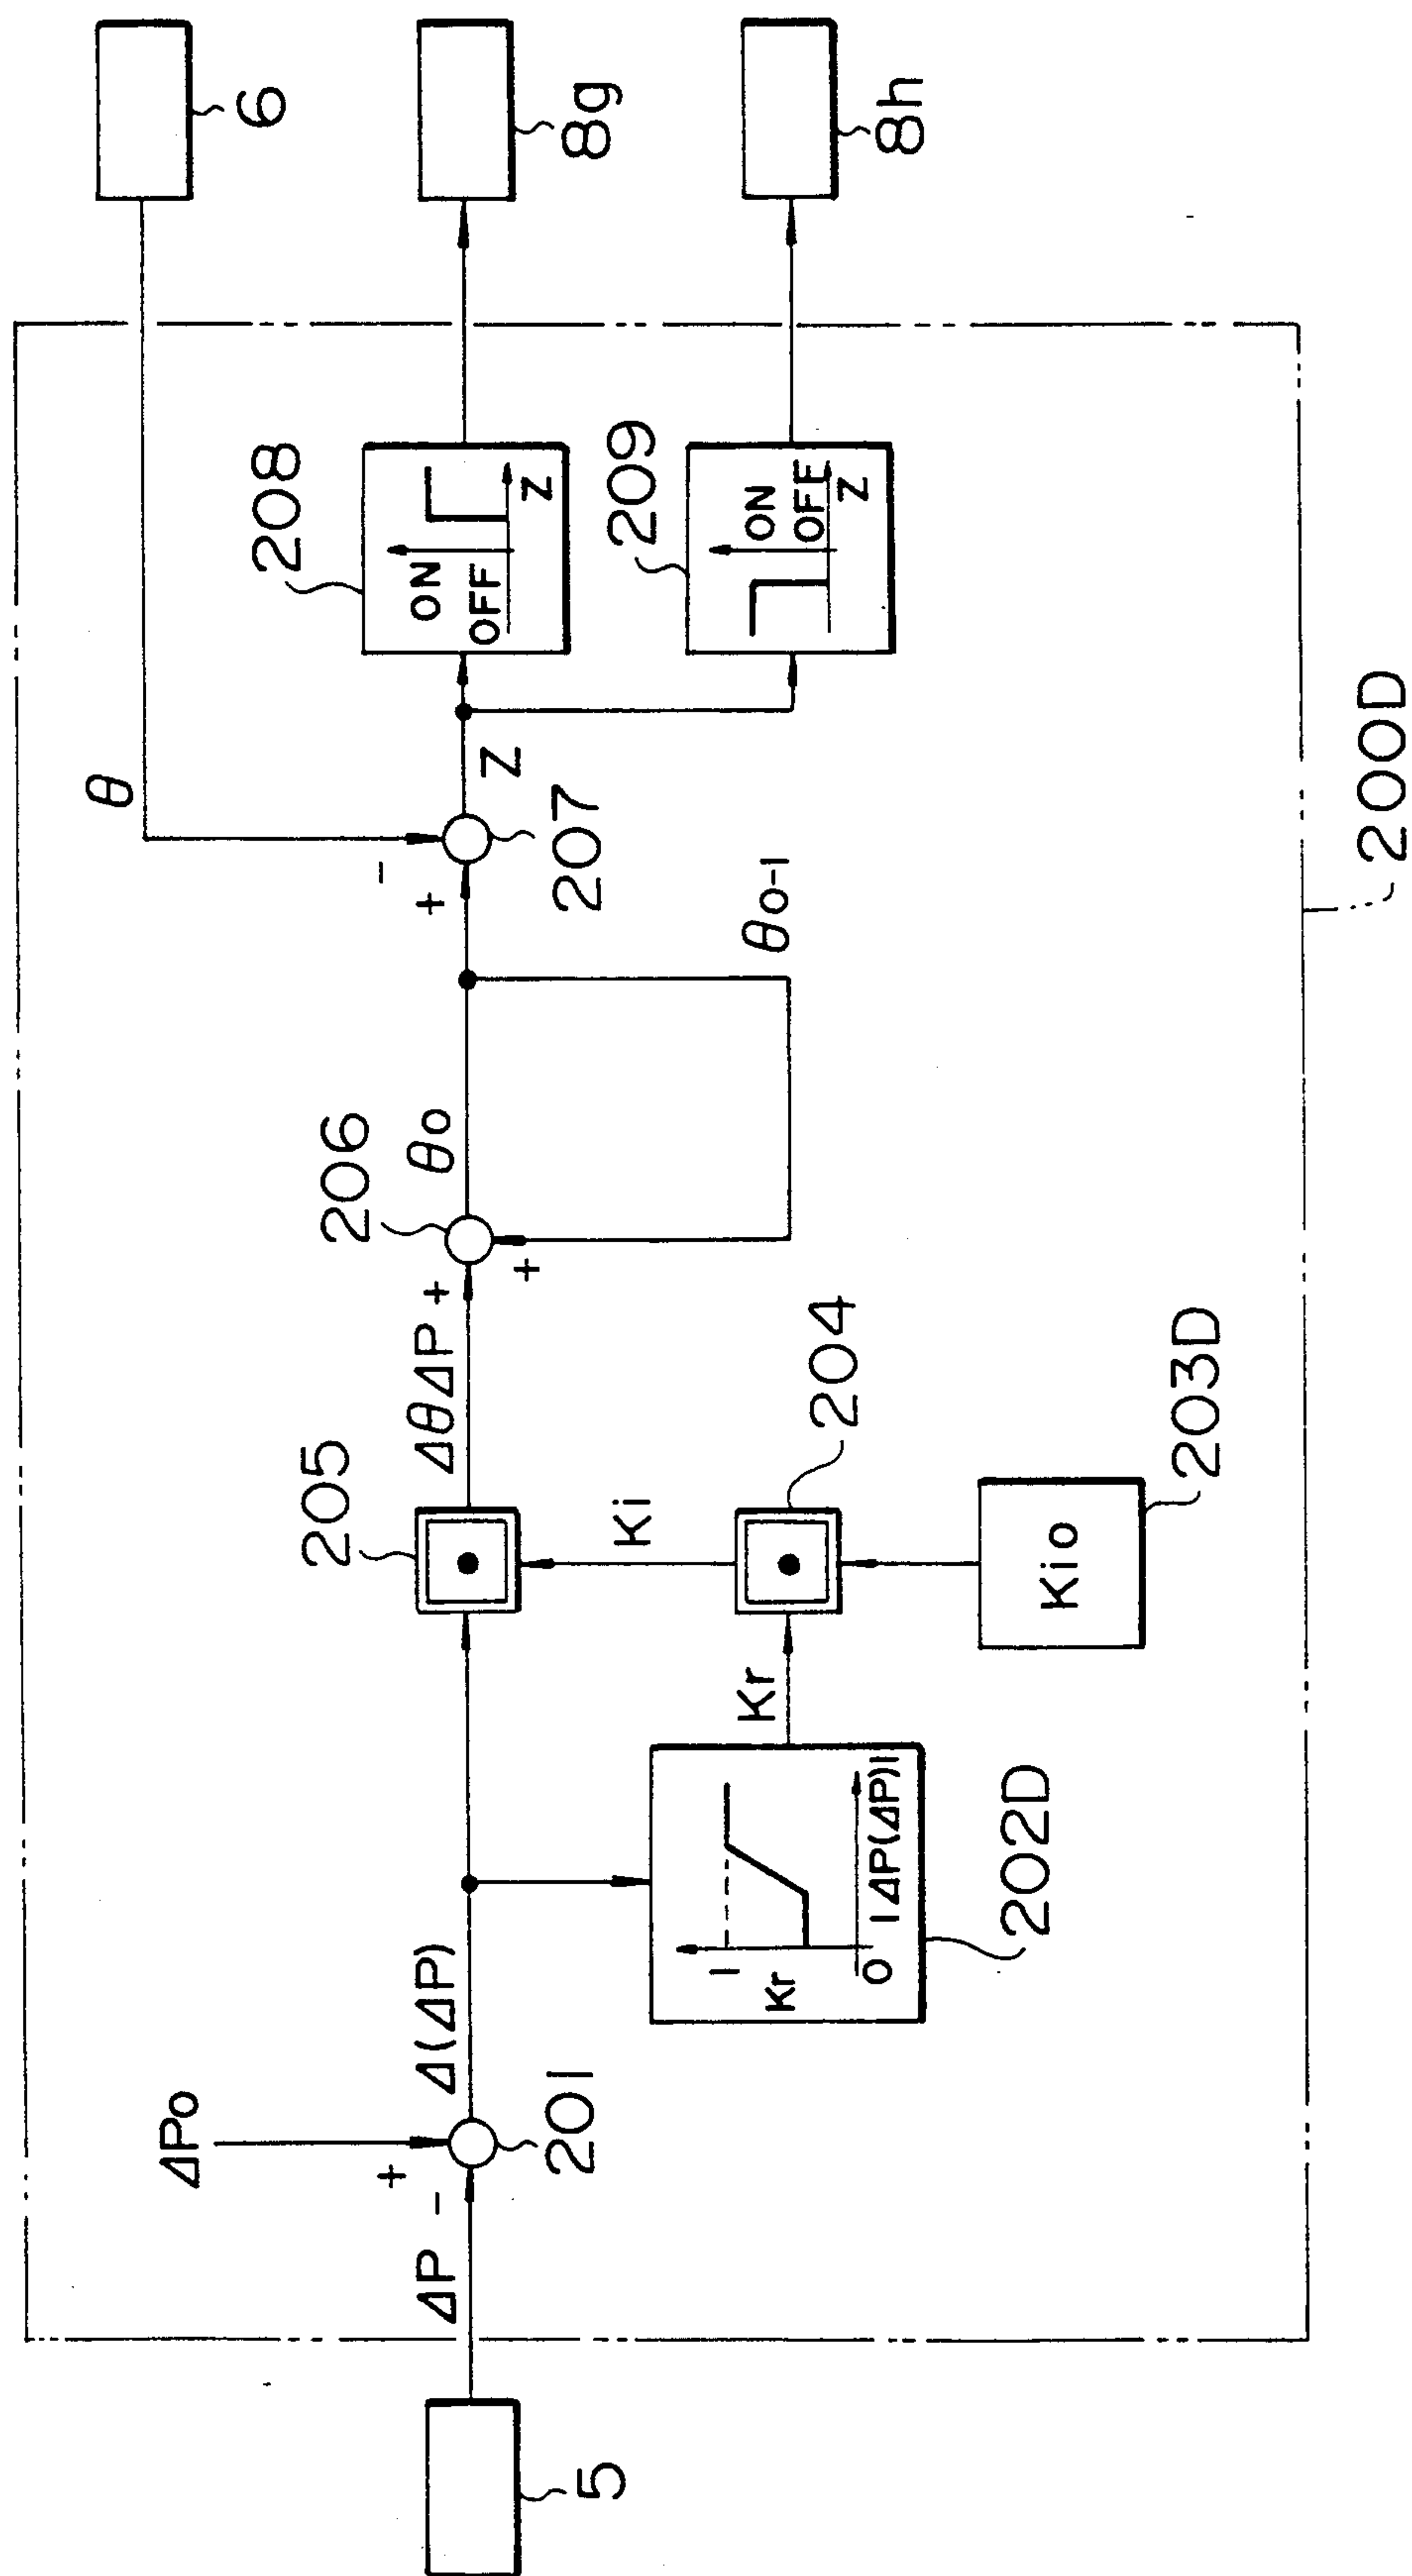 6
8g
8h
θ
208
ON
OFF
Z
209
ON
OFF
Z
Z
-
+
207
θo-1
200D
206
θo
+
+
ΔθΔP
205
Ki
204
203D
Kio
Kr
1
Kr
0
|ΔP(ΔP)|
202D
Δ(ΔP)
ΔPo
+
201
ΔP
-
5